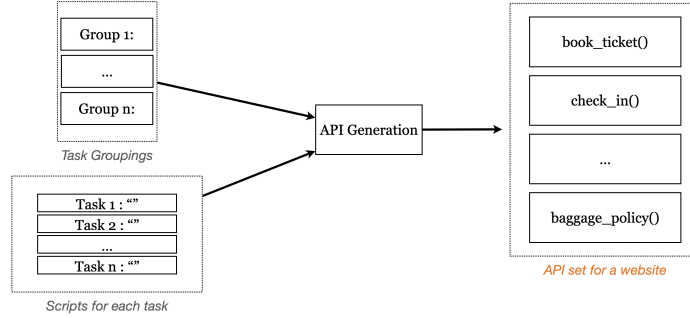 Group 1:
...
Group n:
Task Groupings
Task 1 : “”
Task 2 : “”
...
Task n : “”
Scripts for each task
API Generation
book_ticket()
check_in()
...
baggage_policy()
API set for a website